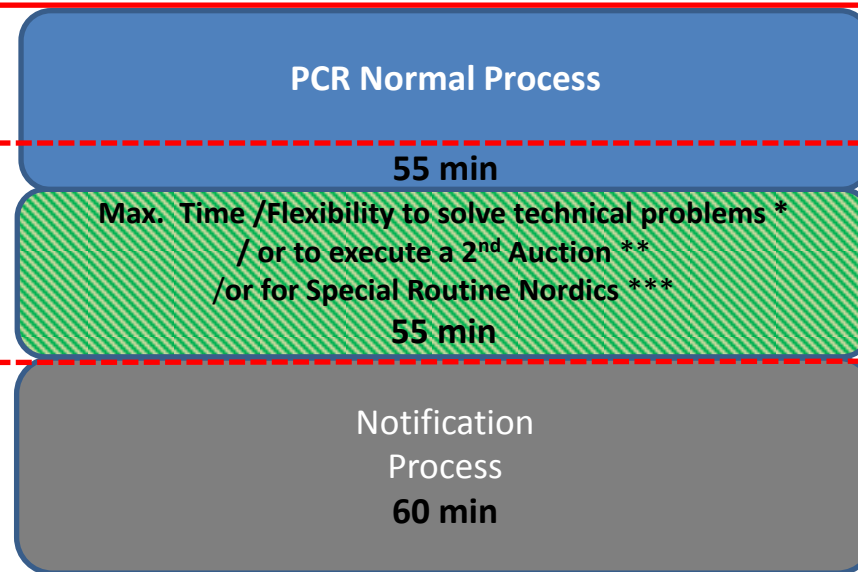 PCR Normal Process
55 min
Max. Time /Flexibility to solve technical problems *
/ or to execute a 2nd Auction **
/or for Special Routine Nordics ***
55 min
Notification
Process
60 min